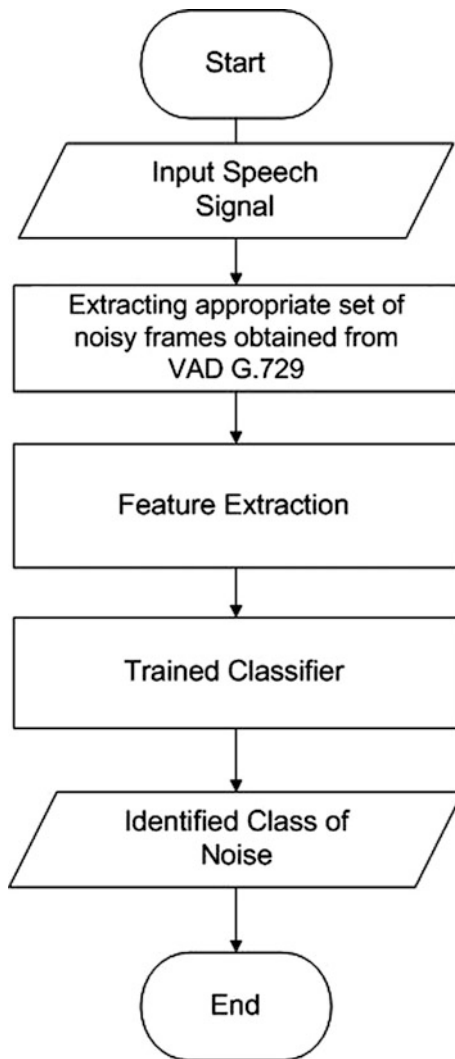 Start
Input Speech
Signal
Extracting appropriate set of
noisy frames obtained from
VAD G.729
Feature Extraction
Trained Classifier
Identified Class of
Noise
End